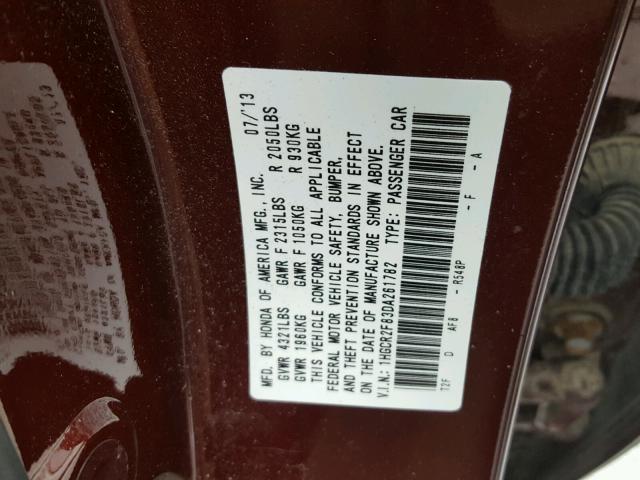 MFD. BY HONDA OF AMERICA MFG., INC. 07/'13
GVWR 4321LBS GAWR F 2315LBS R 2050LBS
GVWR 1960KG GAWR F 1050KG R 930KG
THIS VEHICLE CONFORMS TO ALL APPLICABLE
FEDERAL MOTOR VEHICLE SAFETY, BUMPER,
AND THEFT PREVENTION STANDARDS IN EFFECT
ON THE DATE OF MANUFACTURE SHOWN ABOVE.
V.I.N.: 1HGCR2F83DA261782 TYPE: PASSENGER CAR
T2F D AF8 - R548P - F - A